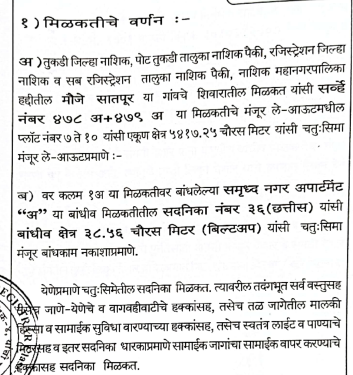 १) मिळकतीचे वर्णन :-
अ) तुकडी जिल्हा नाशिक, पोट तुकडी तालुका नाशिक पैकी, रजिस्ट्रेशन जिल्हा
नाशिक व सब रजिस्ट्रेशन तालुका नाशिक पैकी, नाशिक महानगरपालिका
हद्दीतील मौजे सातपूर या गांवचे शिवारातील मिळकत यांसी सर्व्हे
नंबर ४७८ अ+४७९ अ या मिळकतीचे मंजूर ले-आऊटमधील
प्लॉट नंबर ७ ते १० यांसी एकूण क्षेत्र ५४१७.२५ चौरस मिटर यांसी चतु:सिमा
मंजूर ले-आऊटप्रमाणे :-
ब) वर कलम १अ या मिळकतीवर बांधलेल्या समृध्द नगर अपार्टमेंट
“अ” या बांधीव मिळकतीतील सदनिका नंबर ३६(छत्तीस) यांसी
बांधीव क्षेत्र ३८.५६ चौरस मिटर (बिल्टअप) यांसी चतु:सिमा
मंजूर बांधकाम नकाशाप्रमाणे.
येणेप्रमाणे चतु:सिमेतील सदनिका मिळकत. त्यावरील तदंगभूत सर्व वस्तुसह
जाणे-येणेचे व वागवहीवाटीचे हक्कांसह, तसेच तळ जागेतील मालकी
हिस्सा व सामाईक सुविधा वारण्याच्या हक्कांसह, तसेच स्वतंत्र लाईट व पाण्याचे
मिटरसह व इतर सदनिका धारकाप्रमाणे सामाईक जागांचा सामाईक वापर करण्याचे
हक्कासह सदनिका मिळकत.